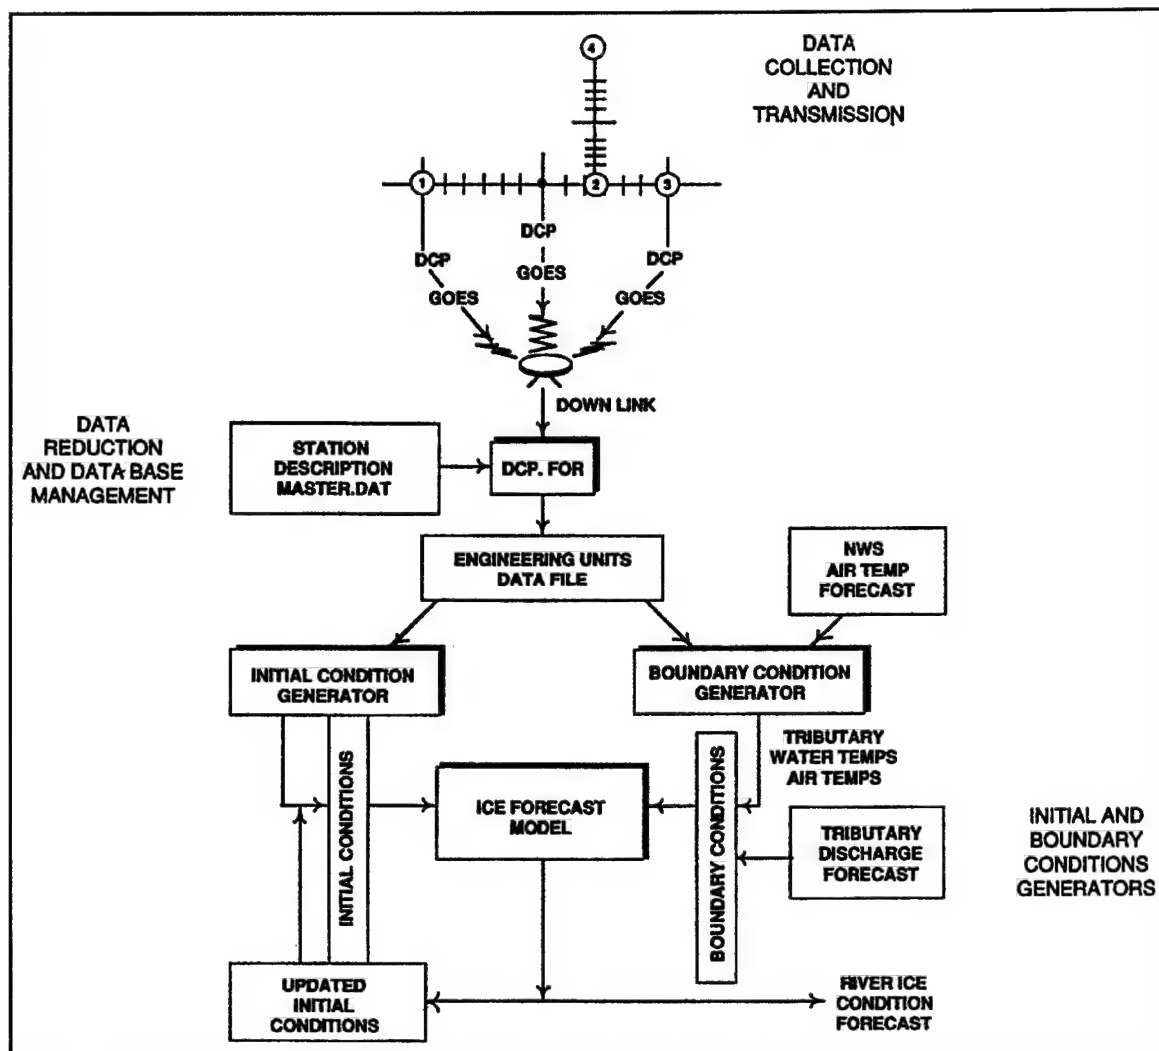 4
DATA
COLLECTION
AND
TRANSMISSION
1
2
3
DCP
DCP
DCP
GOES
GOES
GOES
DOWN LINK
DATA
REDUCTION
AND DATA BASE
MANAGEMENT
STATION
DESCRIPTION
MASTER.DAT
DCP. FOR
ENGINEERING UNITS
DATA FILE
NWS
AIR TEMP
FORECAST
INITIAL CONDITION
GENERATOR
BOUNDARY CONDITION
GENERATOR
TRIBUTARY
WATER TEMPS
AIR TEMPS
INITIAL CONDITIONS
ICE FORECAST
MODEL
BOUNDARY CONDITIONS
TRIBUTARY
DISCHARGE
FORECAST
INITIAL AND
BOUNDARY
CONDITIONS
GENERATORS
UPDATED
INITIAL
CONDITIONS
RIVER ICE
CONDITION
FORECAST